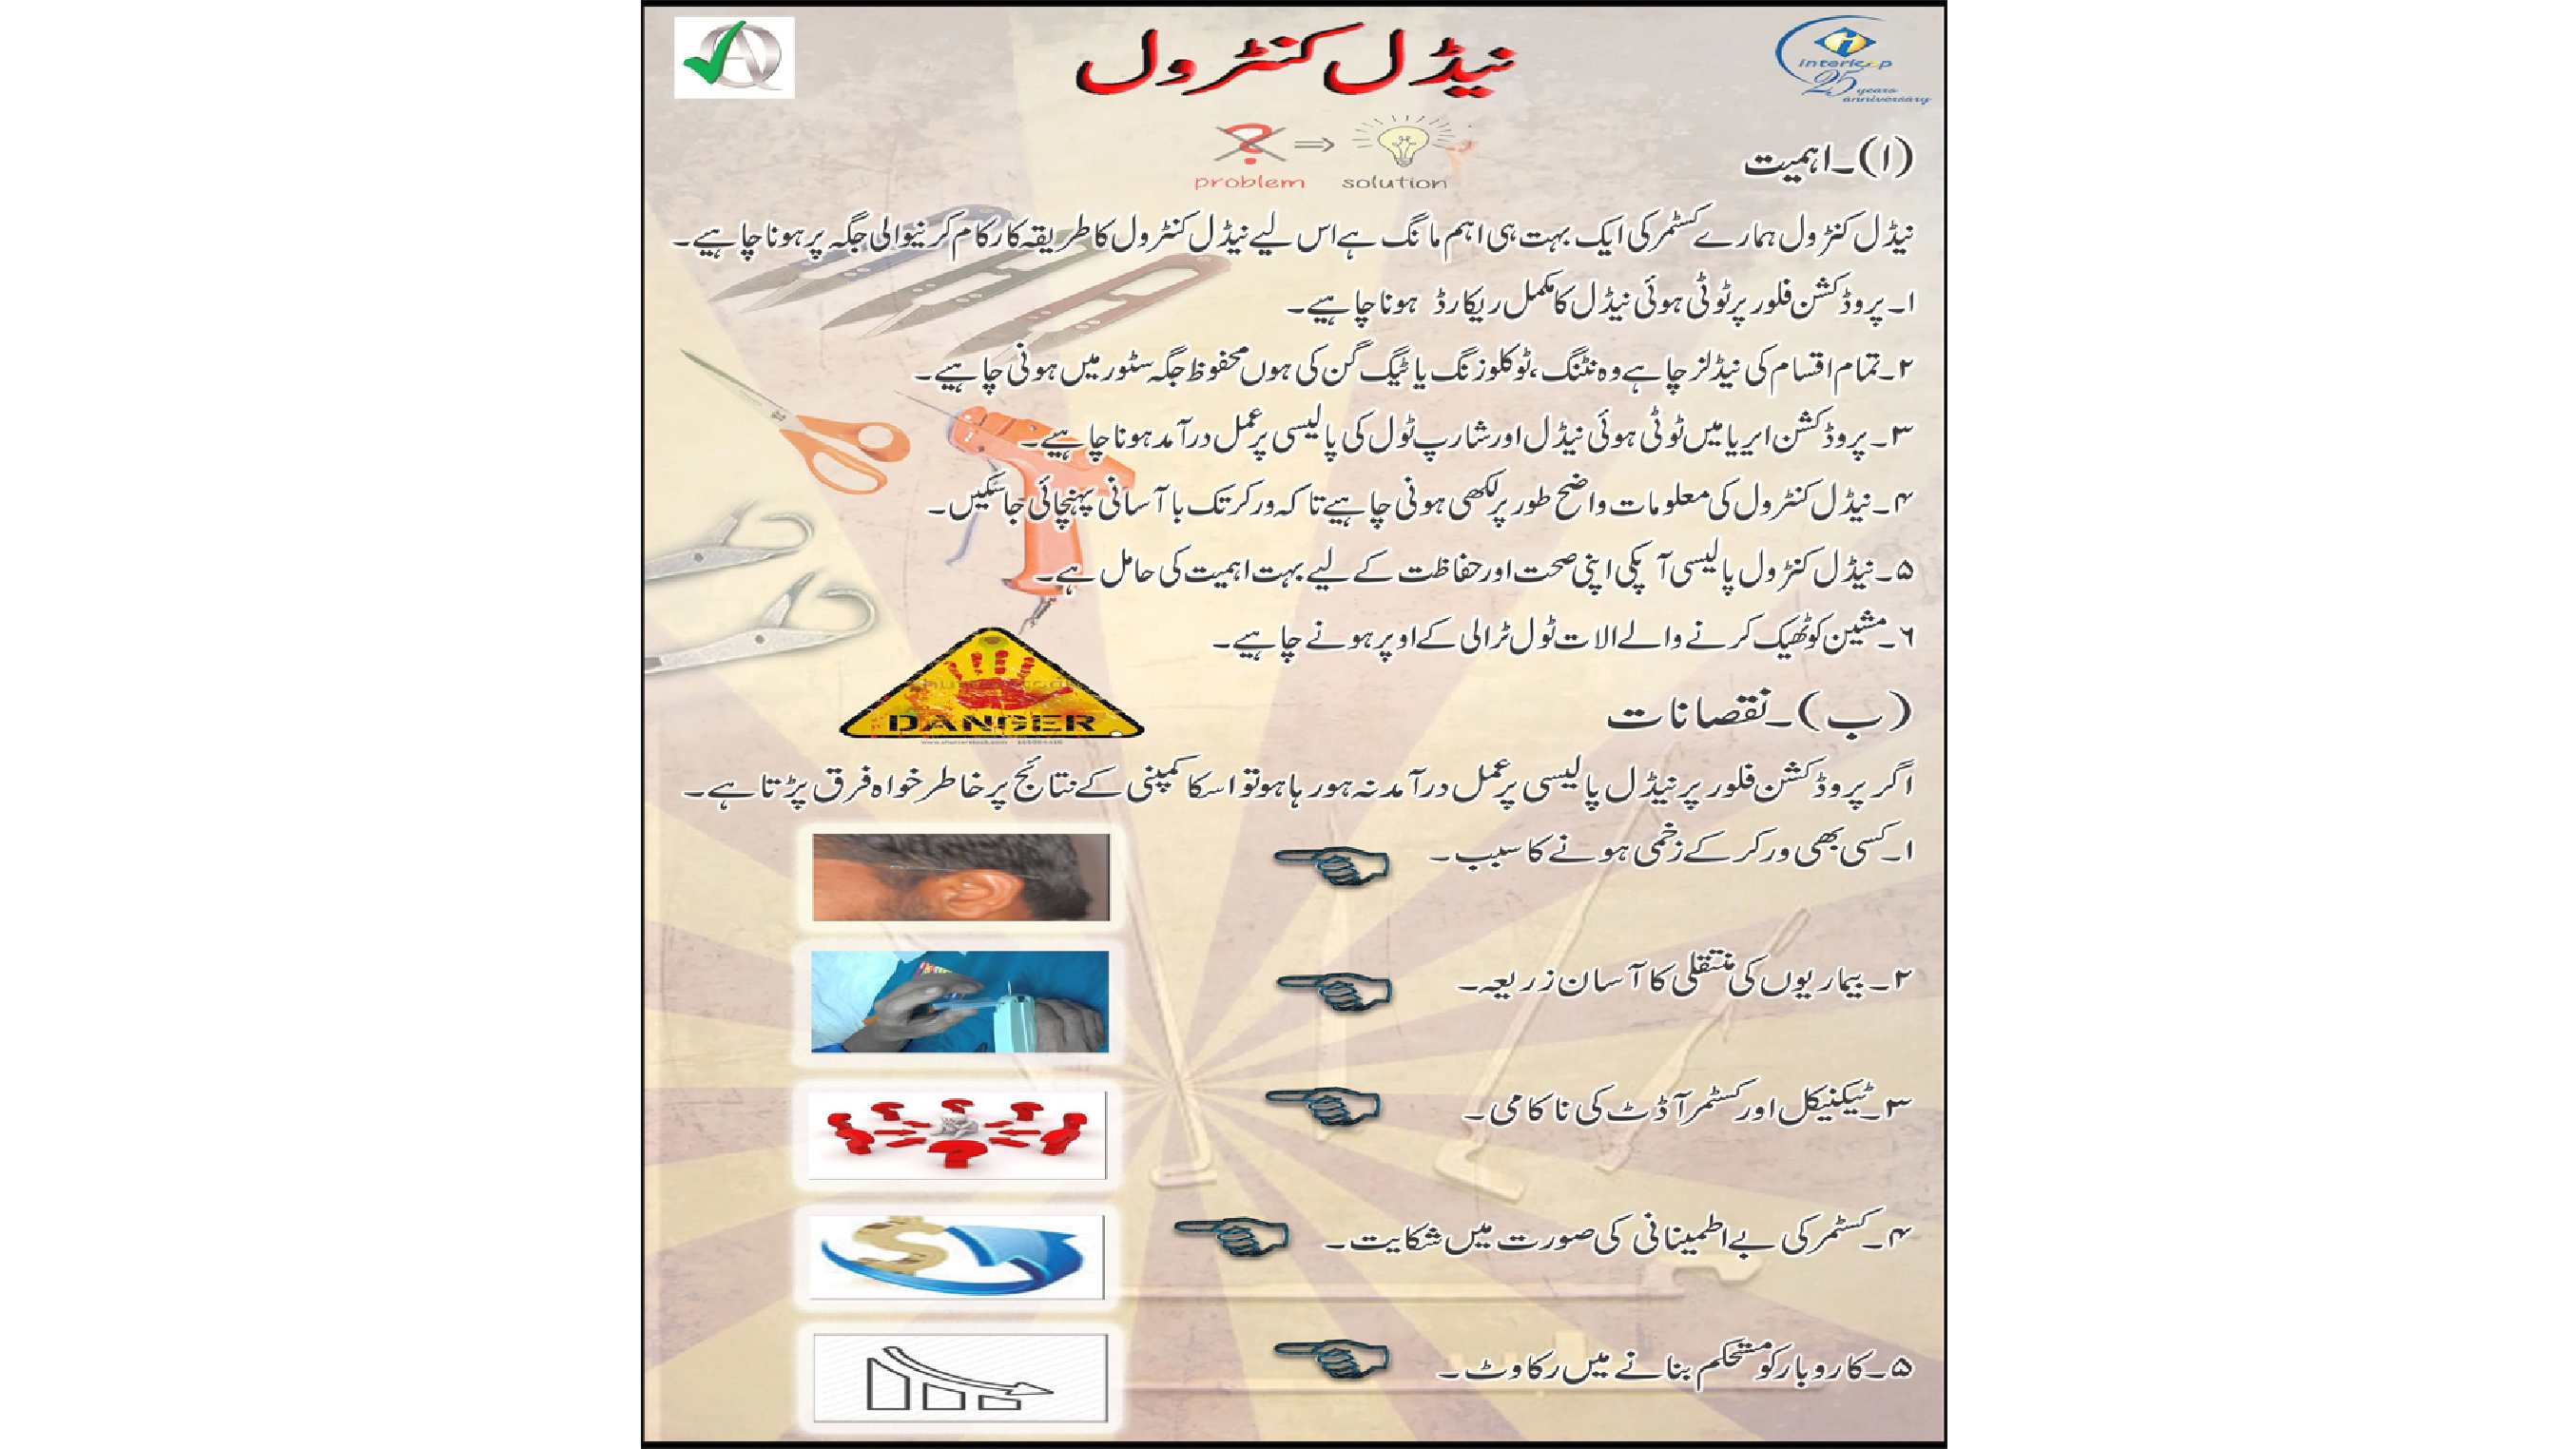 نیڈل کنٹرول
interloop
25 years
anniversary
problem solution
(ا)۔اہمیت
نیڈل کنٹرول ہمارے کسٹمر کی ایک بہت ہی اہم مانگ ہے اس لیے نیڈل کنٹرول کا طریقہ کار کام کرنیوالی جگہ پر ہونا چاہیے۔
۱۔پروڈکشن فلور پر ٹوٹی ہوئی نیڈل کا مکمل ریکارڈ ہونا چاہیے۔
۲۔تمام اقسام کی نیڈلز چاہے وہ نٹنگ،ٹوکلوزنگ یا ٹیگ گن کی ہوں محفوظ جگہ سٹور میں ہونی چاہیے۔
۳۔پروڈکشن ایریا میں ٹوٹی ہوئی نیڈل اور شارپ ٹول کی پالیسی پر عمل درآمد ہونا چاہیے۔
۴۔نیڈل کنٹرول کی معلومات واضح طور پر لکھی ہونی چاہیے تاکہ ورکر تک باآسانی پہنچائی جاسکیں۔
۵۔نیڈل کنٹرول پالیسی آپکی اپنی صحت اور حفاظت کے لیے بہت اہمیت کی حامل ہے۔
۶۔مشین کو ٹھیک کرنے والے الات ٹول ٹرالی کے اوپر ہونے چاہیے۔
DANGER
(ب)۔نقصانات
اگر پروڈکشن فلور پر نیڈل پالیسی پر عمل درآمد نہ ہو رہا ہو تو اسکا کمپنی کے نتائج پر خاطر خواہ فرق پڑتا ہے۔
۱۔کسی بھی ورکر کے زخمی ہونے کا سبب۔
۲۔بیماریوں کی منتقلی کا آسان زریعہ۔
۳۔ٹیکنیکل اور کسٹمر آڈٹ کی ناکامی۔
۴۔کسٹمر کی بے اطمینانی کی صورت میں شکایت۔
۵۔کاروبار کو مستحکم بنانے میں رکاوٹ۔